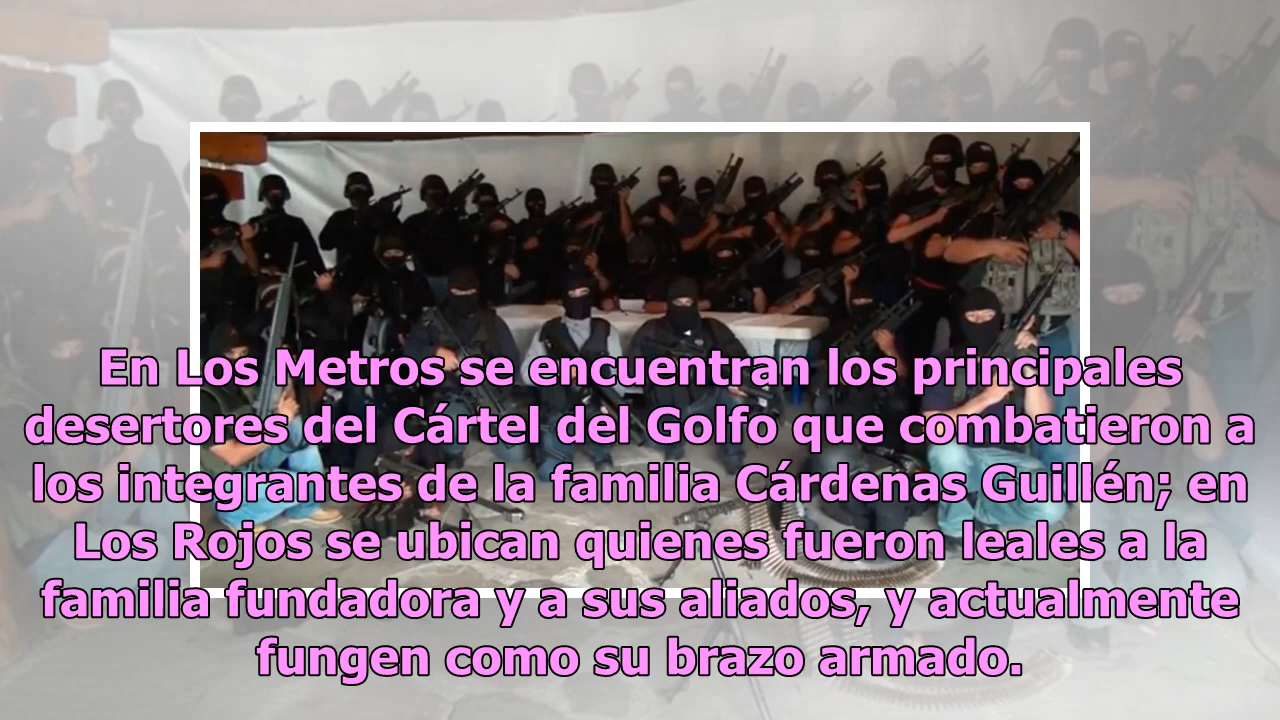 En Los Metros se encuentran los principales
desertores del Cártel del Golfo que combatieron a
los integrantes de la familia Cárdenas Guillén; en
Los Rojos se ubican quienes fueron leales a la
familia fundadora y a sus aliados, y actualmente
fungen como su brazo armado.